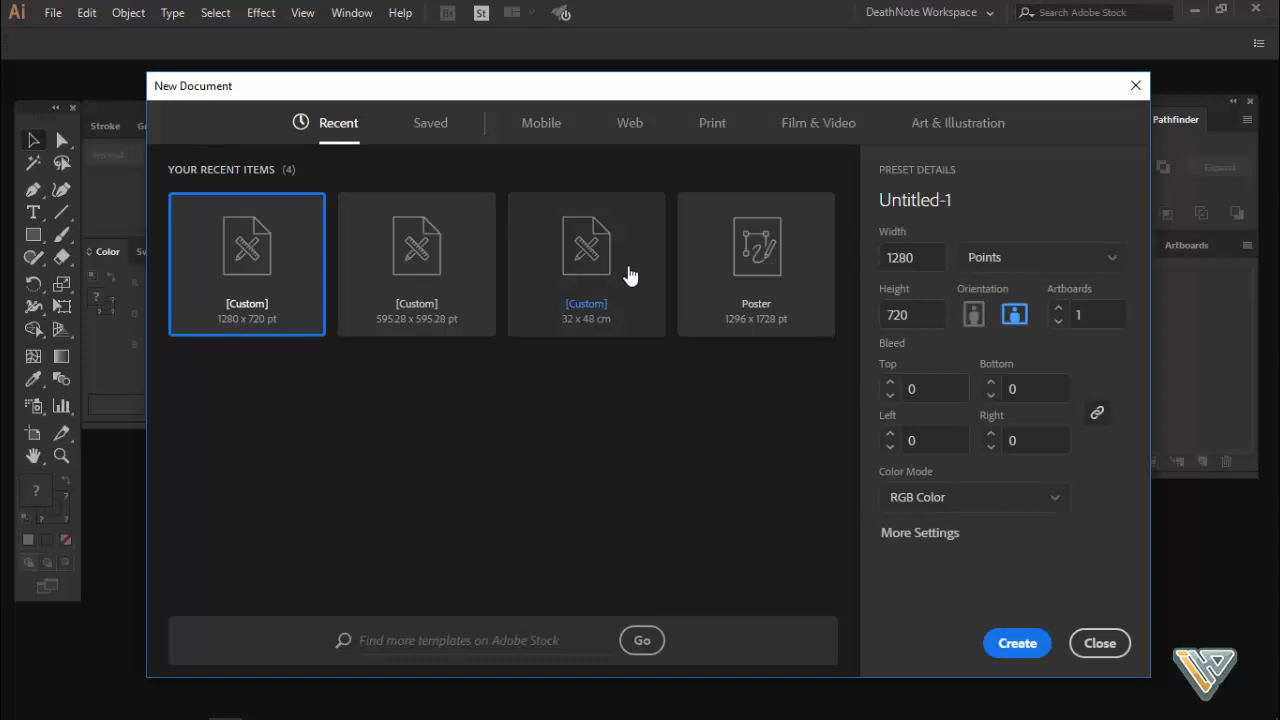 Ai File Edit Object Type Select Effect View Window Help Br St DeathNote Workspace Search Adobe Stock
New Document
Recent Saved Mobile Web Print Film & Video Art & Illustration
Stroke
Pathfinder
Normal
Expand
YOUR RECENT ITEMS (4)
[Custom]
1280 x 720 pt
[Custom]
595.28 x 595.28 pt
[Custom]
32 x 48 cm
Poster
1296 x 1728 pt
PRESET DETAILS
Untitled-1
Width
1280 Points
Height Orientation Artboards
720 1
Bleed
Top Bottom
0 0
Left Right
0 0
Color Mode
RGB Color
More Settings
Color
Artboards
Find more templates on Adobe Stock Go
Create Close